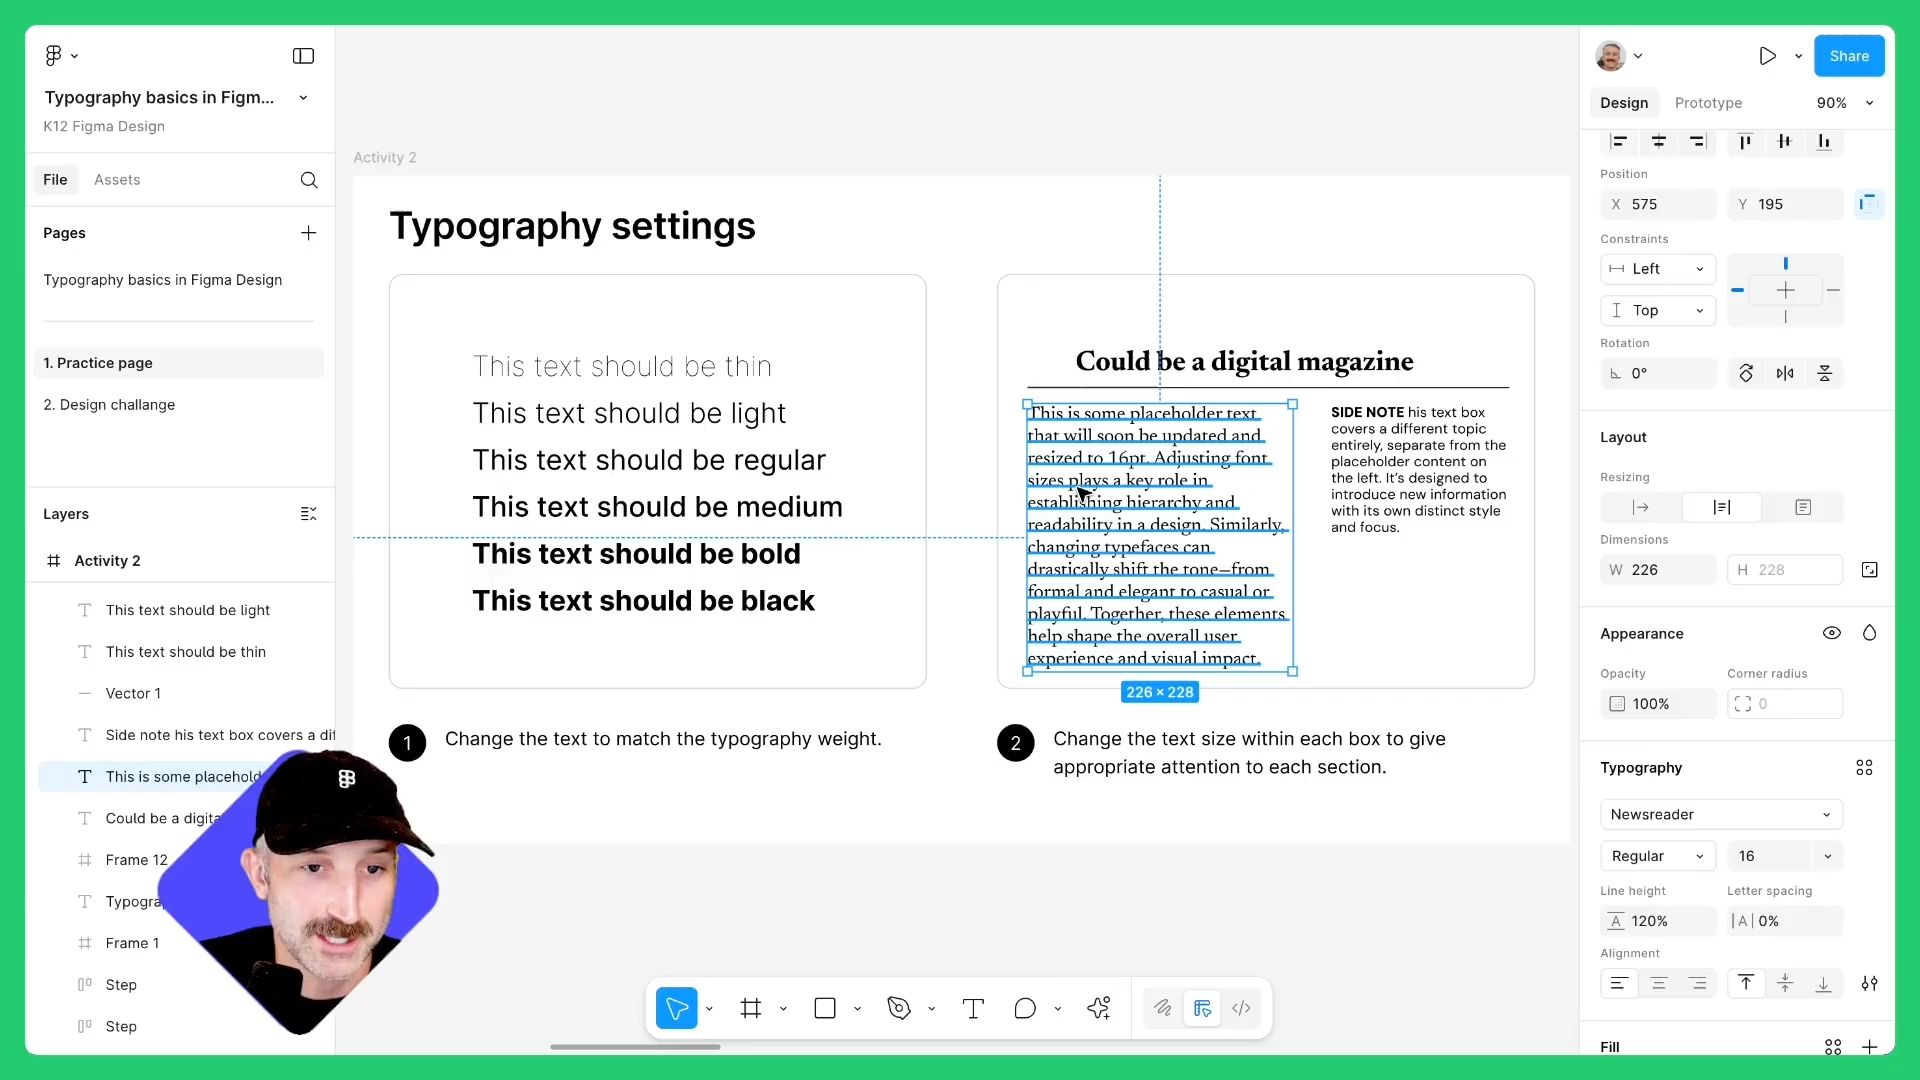 Typography basics in Figm...
K12 Figma Design
File
Assets
Pages
Typography basics in Figma Design
1. Practice page
2. Design challange
Layers
Activity 2
This text should be light
This text should be thin
Vector 1
Side note his text box covers a dif
This is some placehold
Could be a digita
Frame 12
Typogra
Frame 1
Step
Step
Activity 2
Typography settings
This text should be thin
This text should be light
This text should be regular
This text should be medium
This text should be bold
This text should be black
1
Change the text to match the typography weight.
Could be a digital magazine
This is some placeholder text
that will soon be updated and
resized to 16pt. Adjusting font
sizes plays a key role in
establishing hierarchy and
readability in a design. Similarly,
changing typefaces can
drastically shift the tone—from
formal and elegant to casual or
playful. Together, these elements
help shape the overall user
experience and visual impact.
226 × 228
SIDE NOTE his text box
covers a different topic
entirely, separate from the
placeholder content on
the left. It's designed to
introduce new information
with its own distinct style
and focus.
2
Change the text size within each box to give
appropriate attention to each section.
Share
Design
Prototype
90%
Position
X 575
Y 195
Constraints
Left
Top
Rotation
0°
Layout
Resizing
Dimensions
W 226
H 228
Appearance
Opacity
Corner radius
100%
0
Typography
Newsreader
Regular
16
Line height
Letter spacing
120%
0%
Alignment
Fill